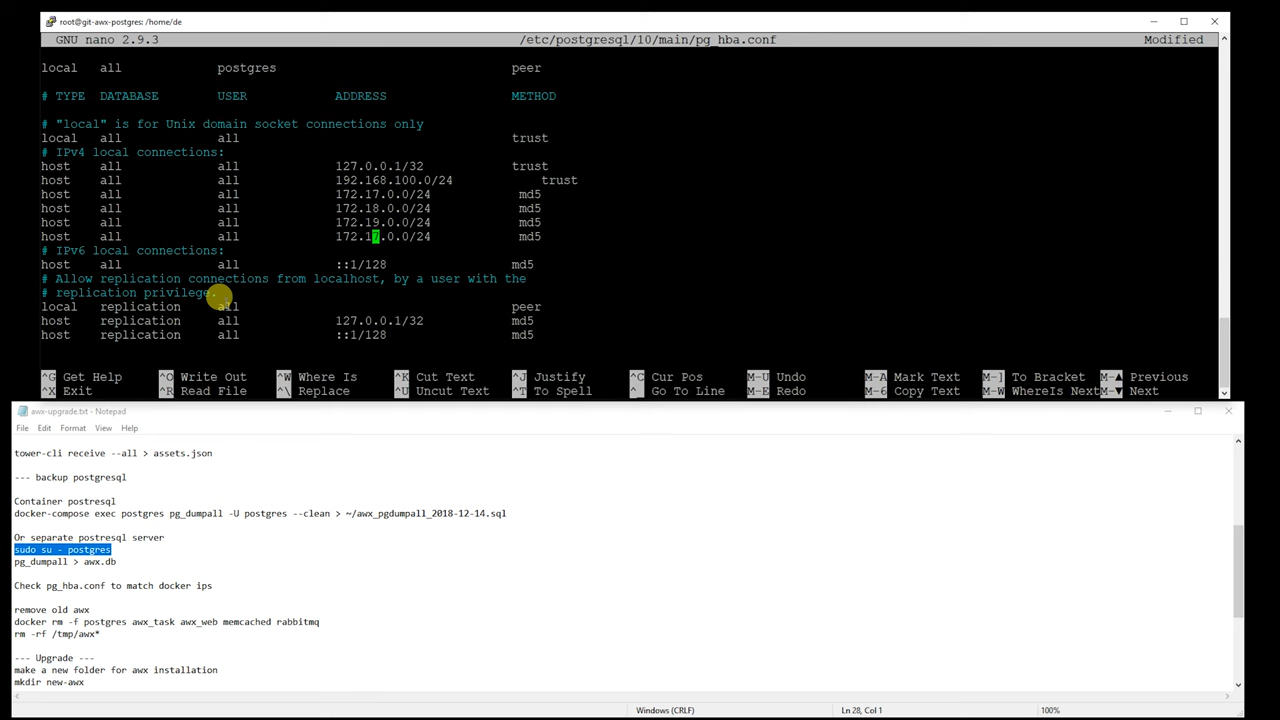 root@git-awx-postgres: /home/de
GNU nano 2.9.3 /etc/postgresql/10/main/pg_hba.conf Modified
local all postgres peer
# TYPE DATABASE USER ADDRESS METHOD
# "local" is for Unix domain socket connections only
local all all trust
# IPv4 local connections:
host all all 127.0.0.1/32 trust
host all all 192.168.100.0/24 trust
host all all 172.17.0.0/24 md5
host all all 172.18.0.0/24 md5
host all all 172.19.0.0/24 md5
host all all 172.17.0.0/24 md5
# IPv6 local connections:
host all all ::1/128 md5
# Allow replication connections from localhost, by a user with the
# replication privilege.
local replication all peer
host replication all 127.0.0.1/32 md5
host replication all ::1/128 md5
^G Get Help ^O Write Out ^W Where Is ^K Cut Text ^J Justify ^C Cur Pos M-U Undo M-A Mark Text M-] To Bracket M-▲ Previous
^X Exit ^R Read File ^\ Replace ^U Uncut Text ^T To Spell ^_ Go To Line M-E Redo M-6 Copy Text M-W WhereIs Next M-▼ Next
awx-upgrade.txt - Notepad
File Edit Format View Help
tower-cli receive --all > assets.json
--- backup postgresql
Container postresql
docker-compose exec postgres pg_dumpall -U postgres --clean > ~/awx_pgdumpall_2018-12-14.sql
Or separate postresql server
sudo su - postgres
pg_dumpall > awx.db
Check pg_hba.conf to match docker ips
remove old awx
docker rm -f postgres awx_task awx_web memcached rabbitmq
rm -rf /tmp/awx*
--- Upgrade ---
make a new folder for awx installation
mkdir new-awx
Windows (CRLF) Ln 28, Col 1 100%